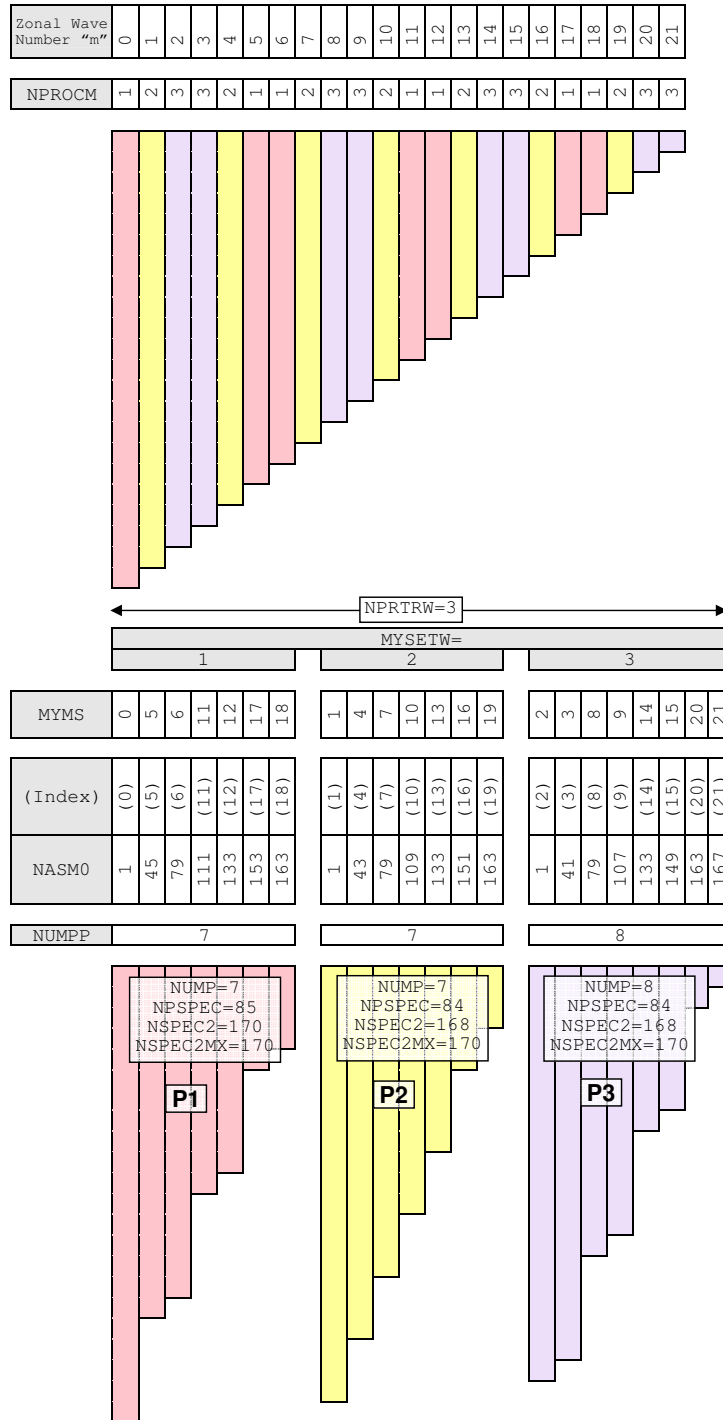 Zonal Wave
Number “m” 0 1 2 3 4 5 6 7 8 9 10 11 12 13 14 15 16 17 18 19 20 21
NPROCM 1 2 3 3 2 1 1 2 3 3 2 1 1 2 3 3 2 1 1 2 3 3
NPRTRW=3
MYSETW=
1 2 3
MYMS 0 5 6 11 12 17 18 1 4 7 10 13 16 19 2 3 8 9 14 15 20 21
(Index) (0) (5) (6) (11) (12) (17) (18) (1) (4) (7) (10) (13) (16) (19) (2) (3) (8) (9) (14) (15) (20) (21)
NASM0 1 45 79 111 133 153 163 1 43 79 109 133 151 163 1 41 79 107 133 149 163 167
NUMPP 7 7 8
NUMP=7
NPSPEC=85
NSPEC2=170
NSPEC2MX=170
P1
NUMP=7
NPSPEC=84
NSPEC2=168
NSPEC2MX=170
P2
NUMP=8
NPSPEC=84
NSPEC2=168
NSPEC2MX=170
P3